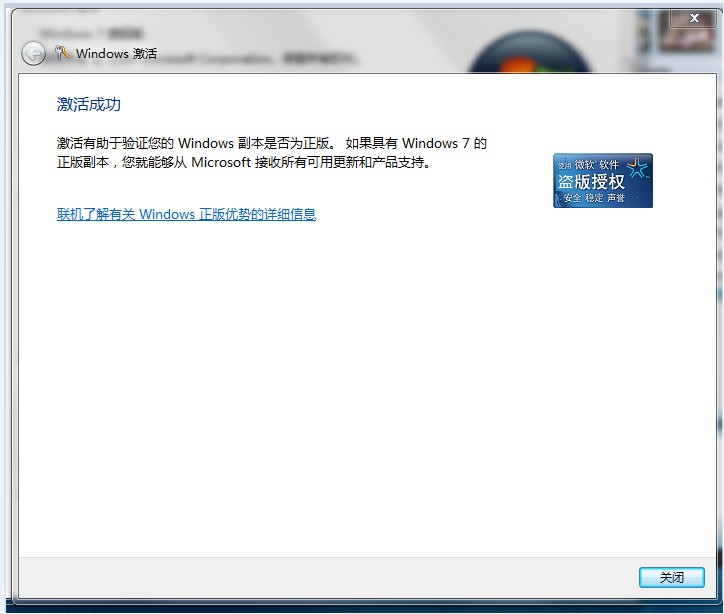 Windows 激活
激活成功
激活有助于验证您的 Windows 副本是否为正版。 如果具有 Windows 7 的
正版副本，您就能够从 Microsoft 接收所有可用更新和产品支持。
使用 微软 软件
盗版授权
安全 稳定 声誉
联机了解有关 Windows 正版优势的详细信息
关闭